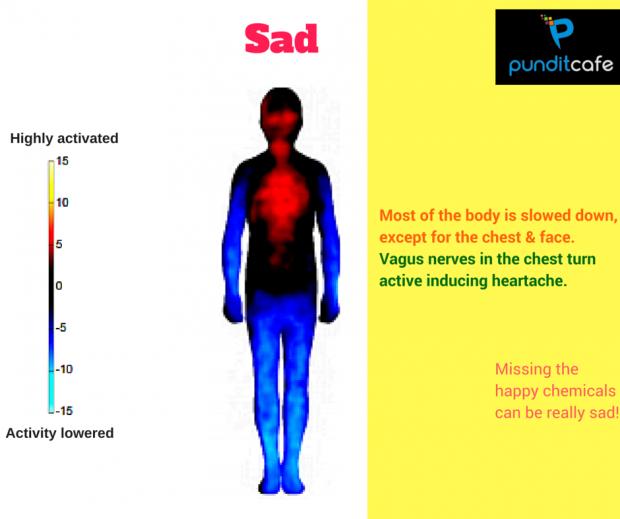 Sad
punditcafe
Highly activated
15
10
5
0
-5
-10
-15
Activity lowered
Most of the body is slowed down,
except for the chest & face.
Vagus nerves in the chest turn
active inducing heartache.
Missing the
happy chemicals
can be really sad!